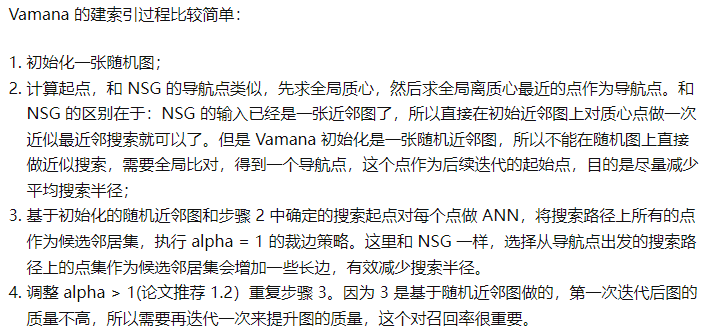 Vamana 的建索引过程比较简单：
1. 初始化一张随机图；
2. 计算起点，和 NSG 的导航点类似，先求全局质心，然后求全局离质心最近的点作为导航点。和
NSG 的区别在于：NSG 的输入已经是一张近邻图了，所以直接在初始近邻图上对质心点做一次
近似最近邻搜索就可以了。但是 Vamana 初始化是一张随机近邻图，所以不能在随机图上直接
做近似搜索，需要全局比对，得到一个导航点，这个点作为后续迭代的起始点，目的是尽量减少
平均搜索半径；
3. 基于初始化的随机近邻图和步骤 2 中确定的搜索起点对每个点做 ANN，将搜索路径上所有的点
作为候选邻居集，执行 alpha = 1 的裁边策略。这里和 NSG 一样，选择从导航点出发的搜索路
径上的点集作为候选邻居集会增加一些长边，有效减少搜索半径。
4. 调整 alpha > 1(论文推荐 1.2）重复步骤 3。因为 3 是基于随机近邻图做的，第一次迭代后图的
质量不高，所以需要再迭代一次来提升图的质量，这个对召回率很重要。